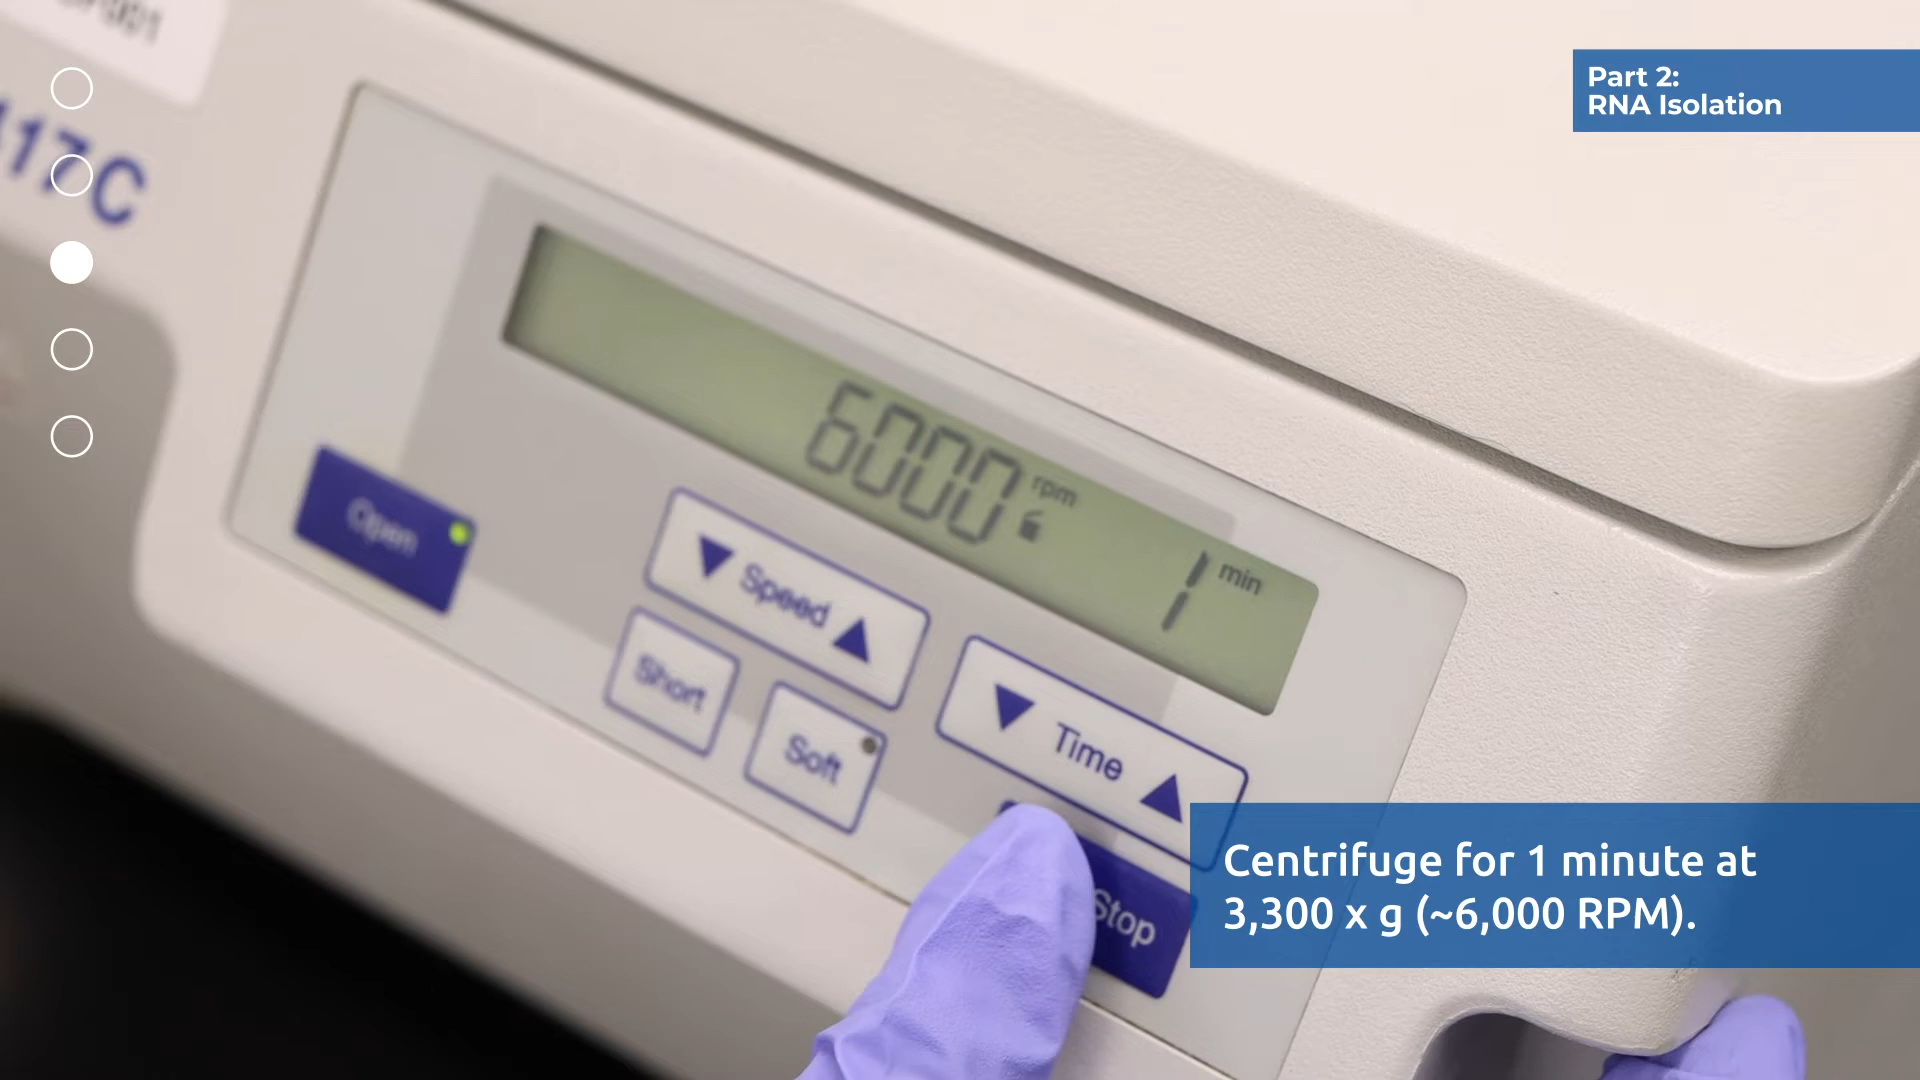 Part 2:
RNA Isolation
417C
6000 rpm
1 min
Open
Speed
Short
Soft
Time
Stop
Centrifuge for 1 minute at
3,300 x g (~6,000 RPM).